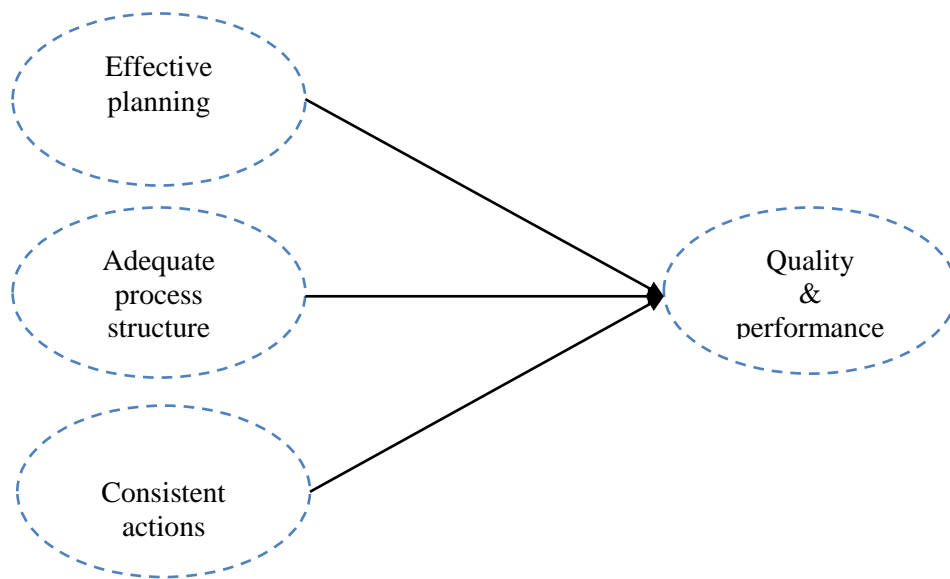 Effective
planning
Adequate
process
structure
Quality
&
performance
Consistent
actions